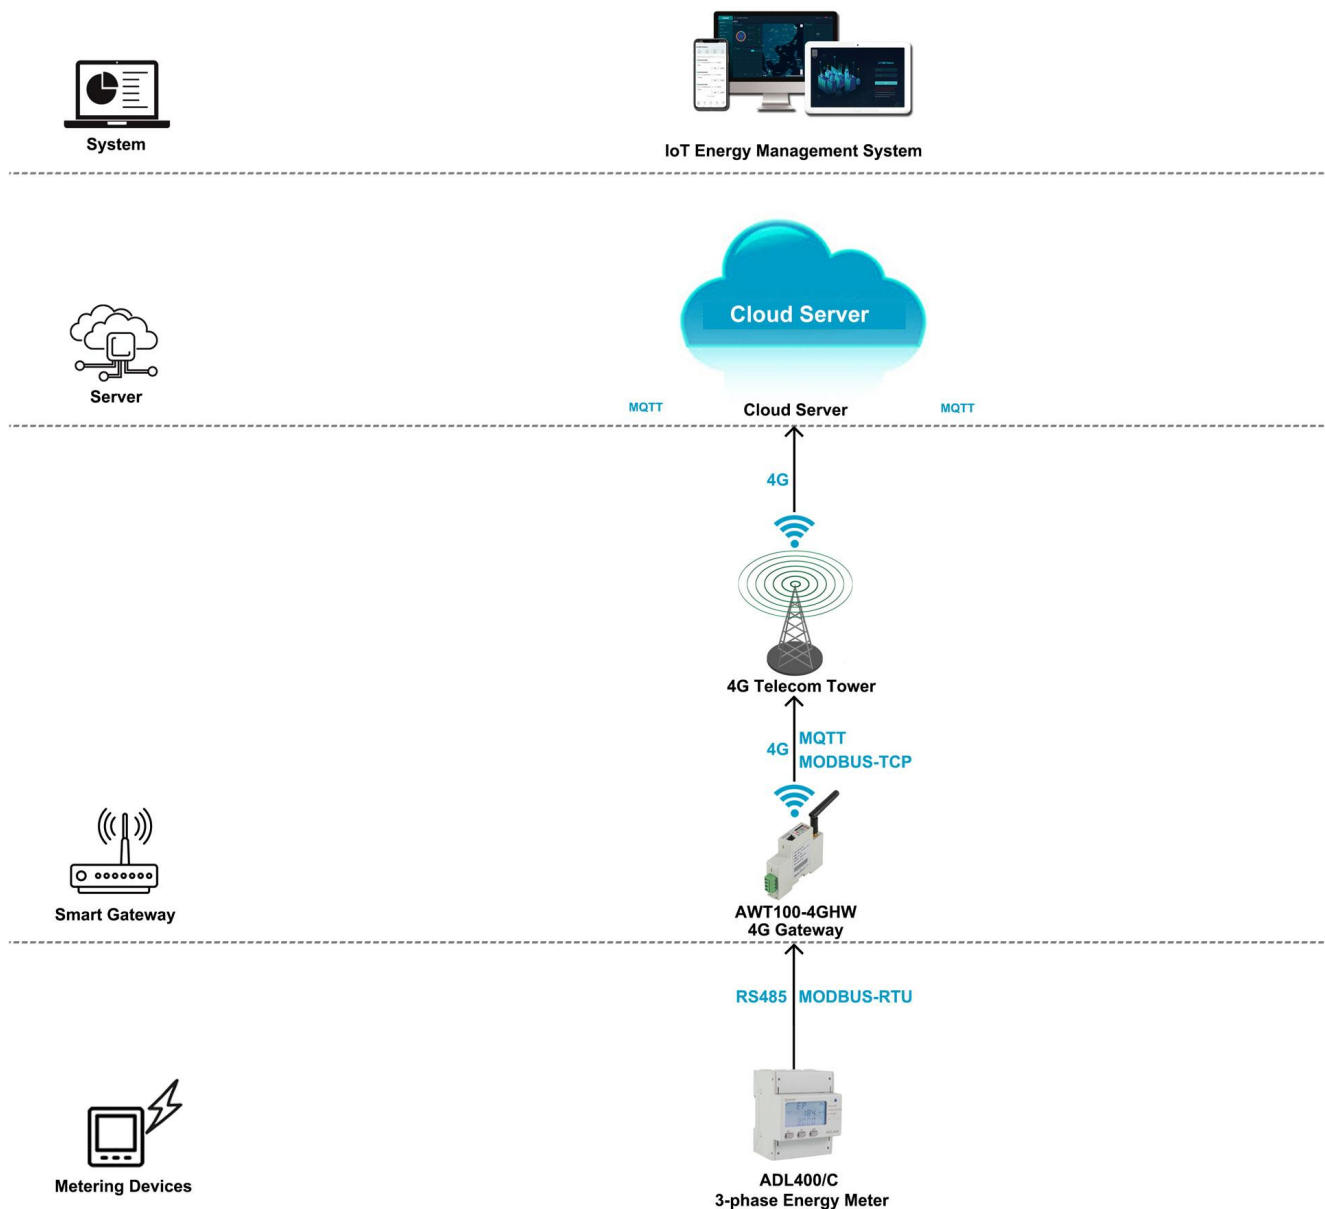 System
IoT Energy Management System
Cloud Server
Server
MQTT
Cloud Server
MQTT
4G
4G Telecom Tower
4G
MQTT
MODBUS-TCP
Smart Gateway
AWT100-4GHW
4G Gateway
RS485
MODBUS-RTU
Metering Devices
ADL400/C
3-phase Energy Meter